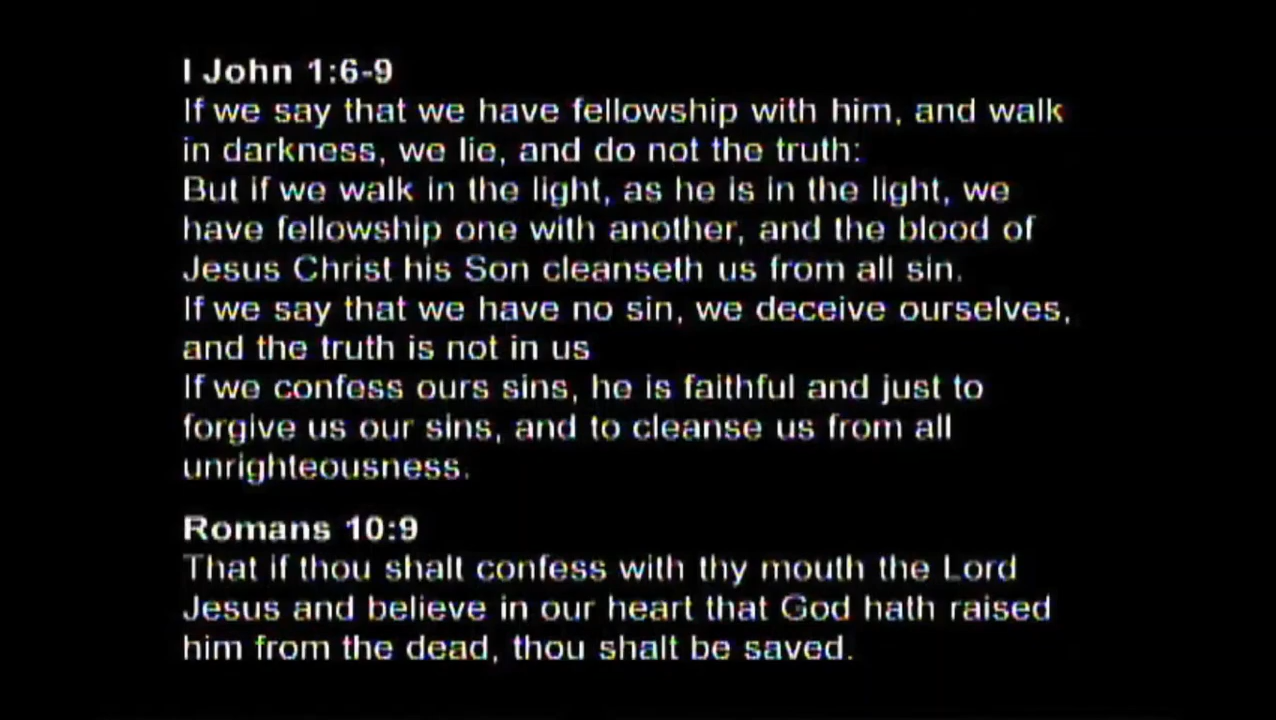 I John 1:6-9
If we say that we have fellowship with him, and walk
in darkness, we lie, and do not the truth:
But if we walk in the light, as he is in the light, we
have fellowship one with another, and the blood of
Jesus Christ his Son cleanseth us from all sin.
If we say that we have no sin, we deceive ourselves,
and the truth is not in us
If we confess ours sins, he is faithful and just to
forgive us our sins, and to cleanse us from all
unrighteousness.
Romans 10:9
That if thou shalt confess with thy mouth the Lord
Jesus and believe in our heart that God hath raised
him from the dead, thou shalt be saved.